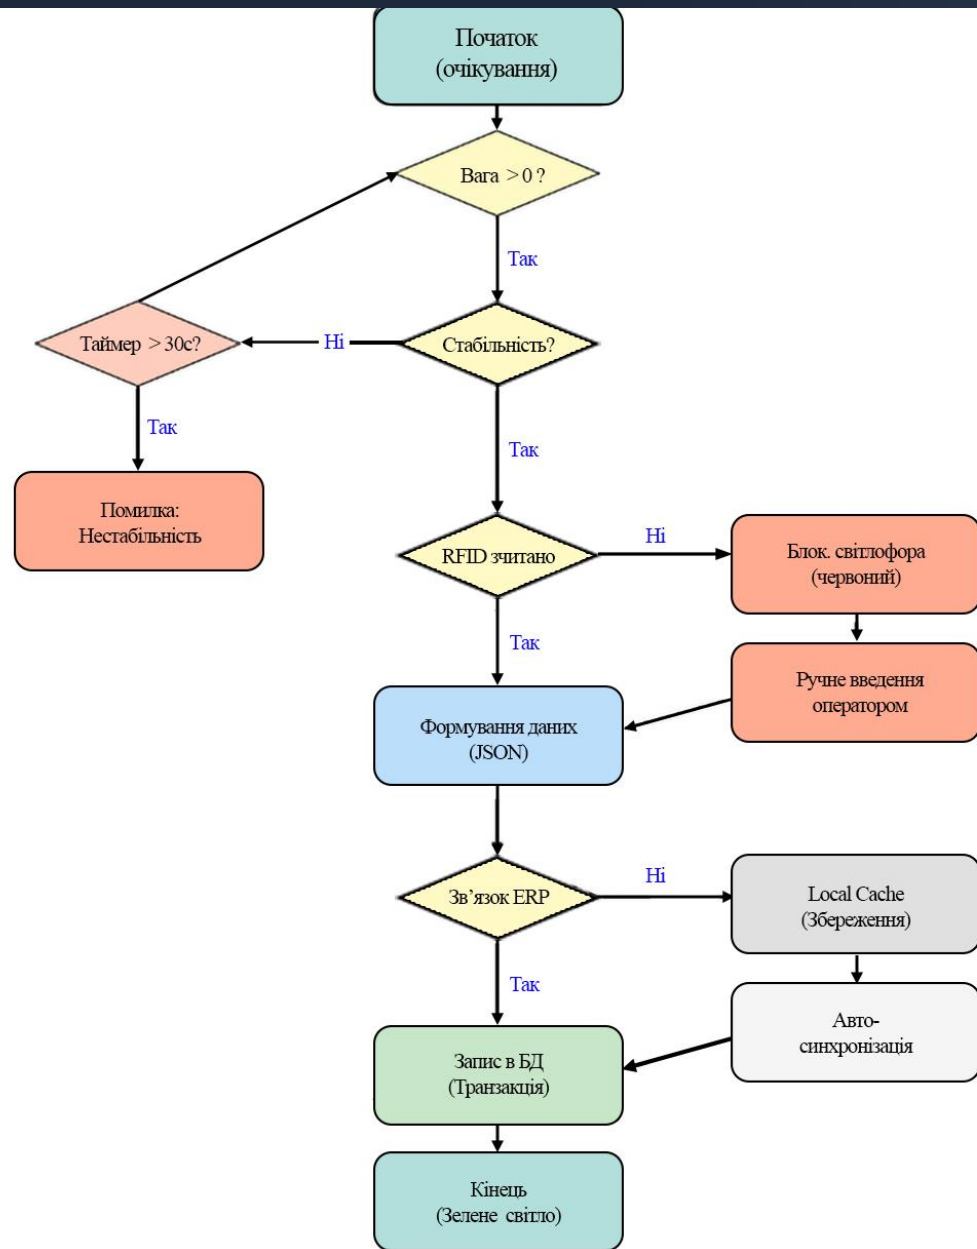 Початок
(очікування)
Вага > 0 ?
Так
Таймер > 30с?
Ні
Стабільність?
Так
Так
Помилка:
Нестабільність
RFID зчитано
Ні
Блок. світлофора
(червоний)
Так
Ручне введення
оператором
Формування даних
(JSON)
Зв’язок ERP
Ні
Local Cache
(Збереження)
Так
Авто-
синхронізація
Запис в БД
(Транзакція)
Кінець
(Зелене світло)